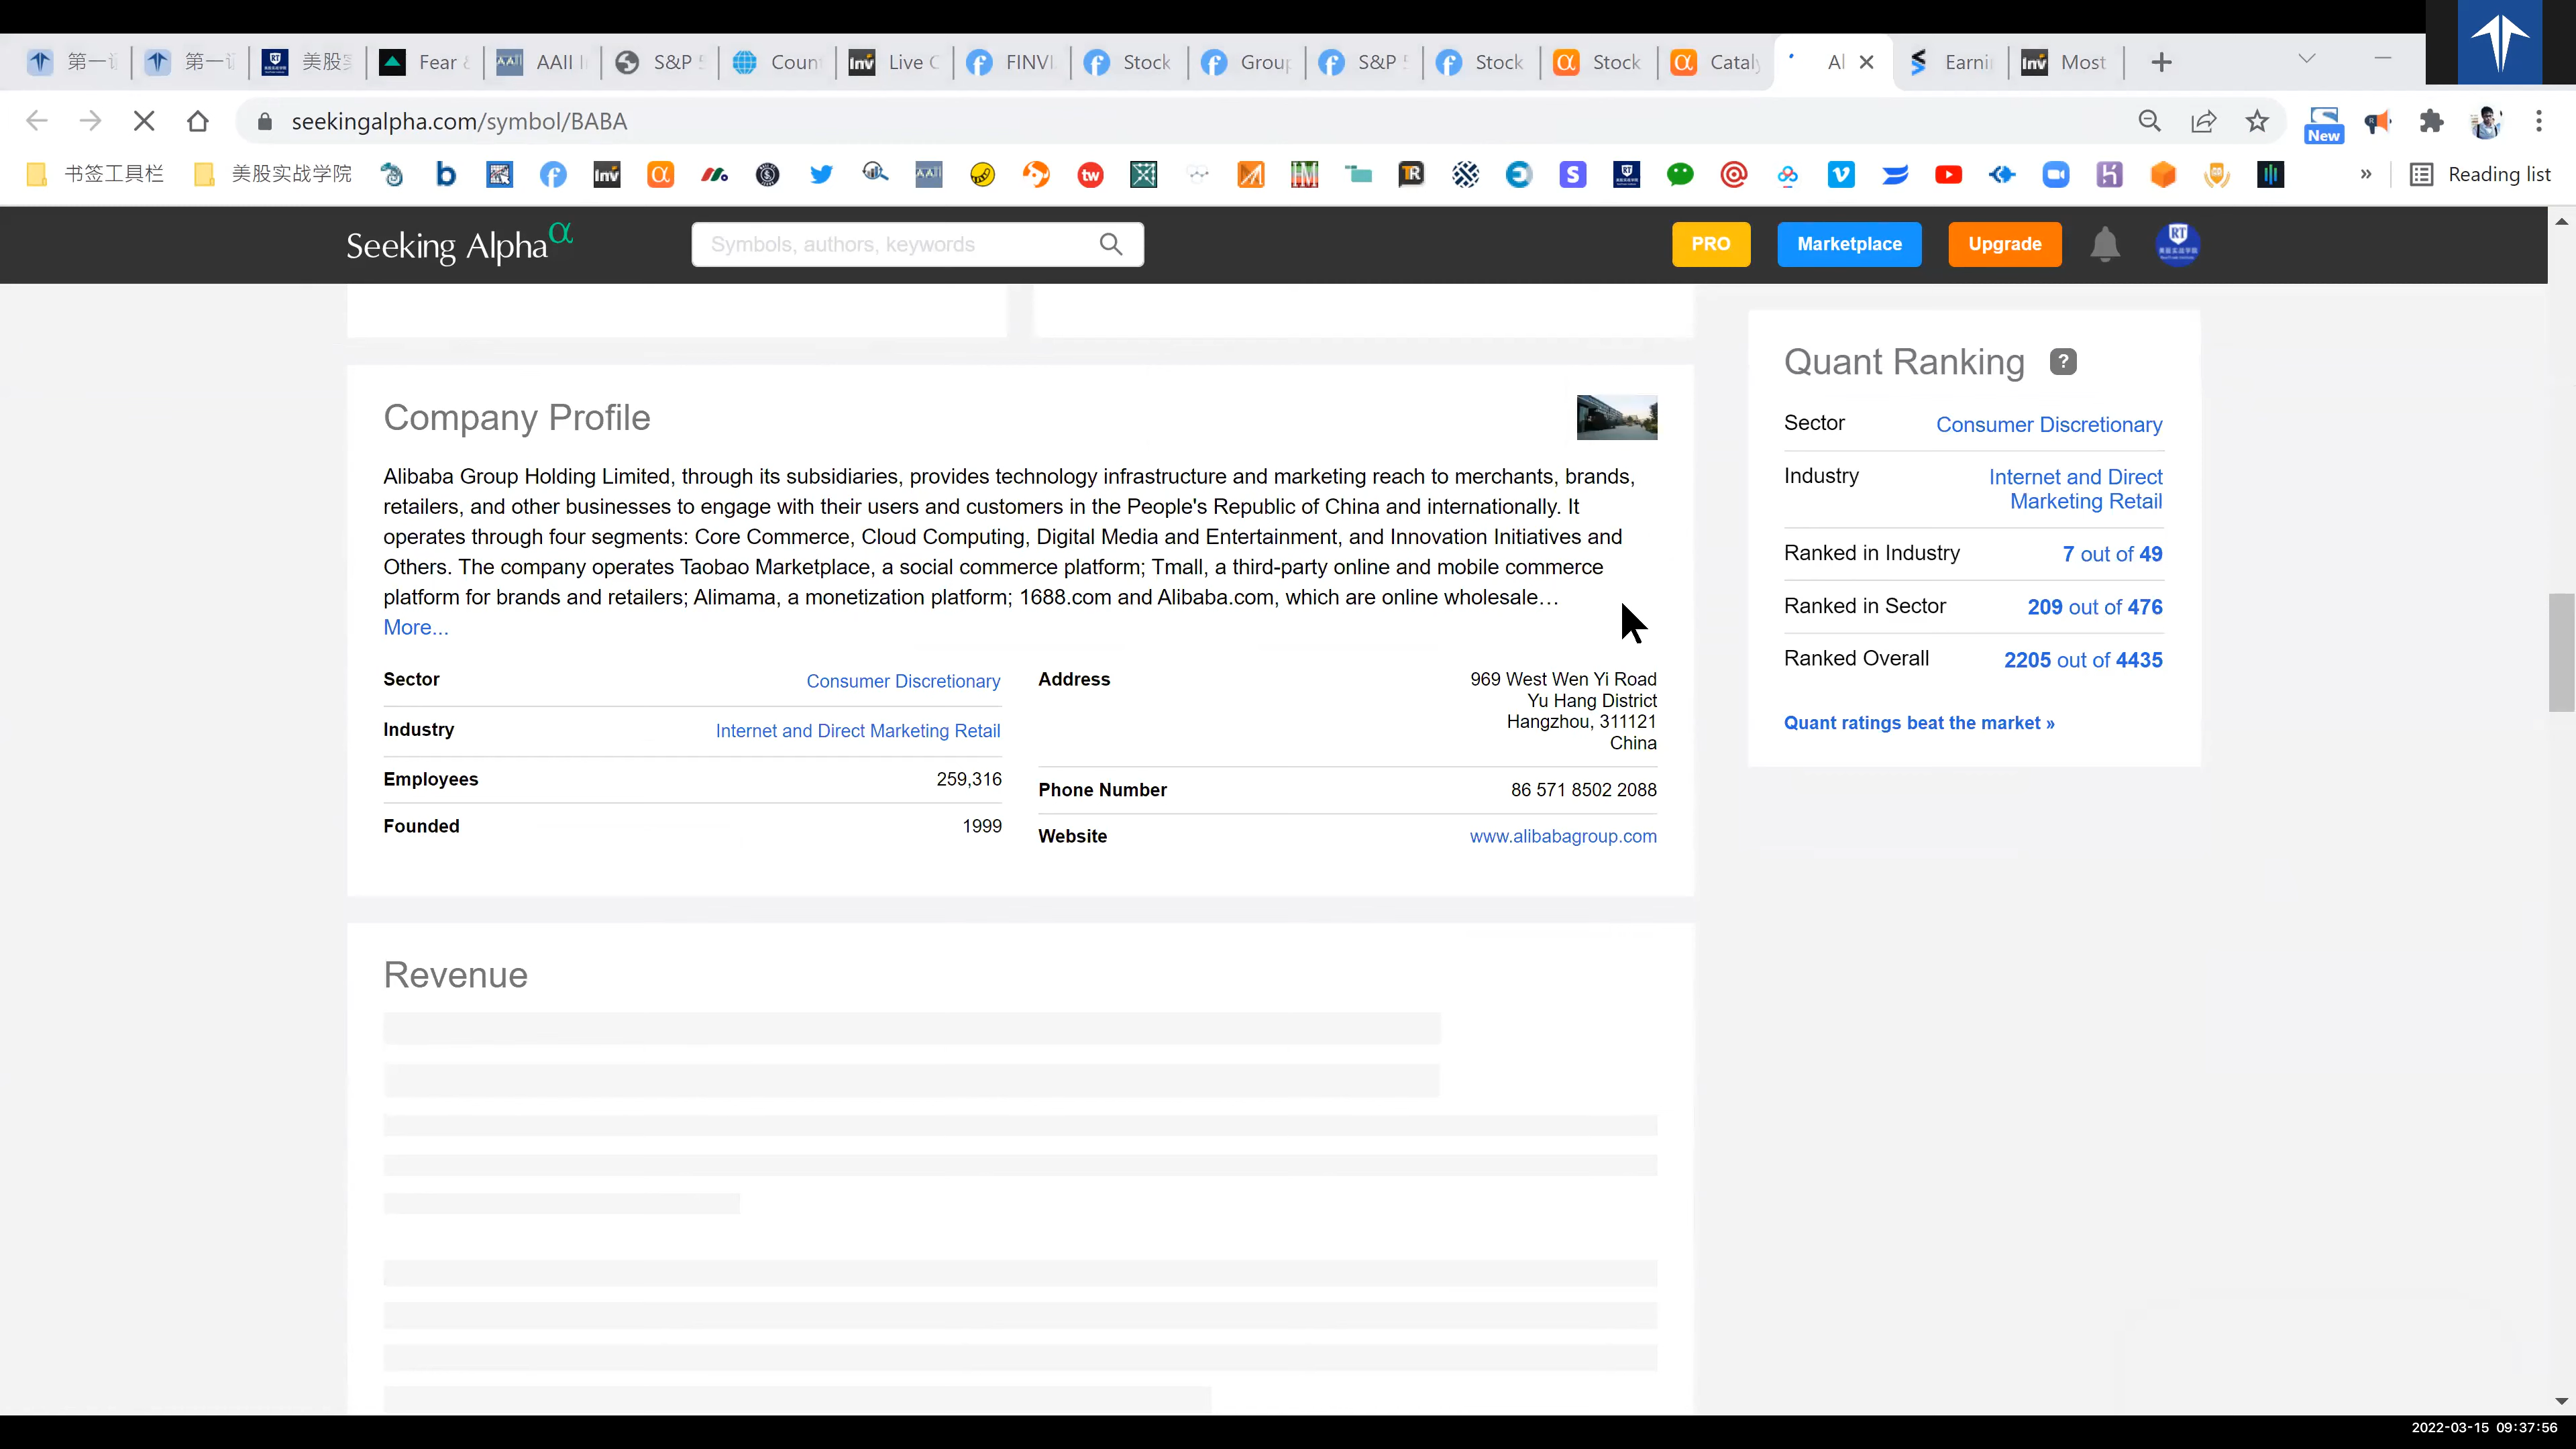 第一 第一 美股 Fear & AAII S&P Coun Live C FINVI Stock Group S&P Stock Stock Cataly Al Earni Most
seekingalpha.com/symbol/BABA
New
书签工具栏 美股实战学院 Reading list
Seeking Alpha α Symbols, authors, keywords PRO Marketplace Upgrade
Company Profile
Alibaba Group Holding Limited, through its subsidiaries, provides technology infrastructure and marketing reach to merchants, brands,
retailers, and other businesses to engage with their users and customers in the People's Republic of China and internationally. It
operates through four segments: Core Commerce, Cloud Computing, Digital Media and Entertainment, and Innovation Initiatives and
Others. The company operates Taobao Marketplace, a social commerce platform; Tmall, a third-party online and mobile commerce
platform for brands and retailers; Alimama, a monetization platform; 1688.com and Alibaba.com, which are online wholesale…
More...
Sector Consumer Discretionary
Industry Internet and Direct Marketing Retail
Employees 259,316
Founded 1999
Address 969 West Wen Yi Road
Yu Hang District
Hangzhou, 311121
China
Phone Number 86 571 8502 2088
Website www.alibabagroup.com
Quant Ranking ?
Sector Consumer Discretionary
Industry Internet and Direct
Marketing Retail
Ranked in Industry 7 out of 49
Ranked in Sector 209 out of 476
Ranked Overall 2205 out of 4435
Quant ratings beat the market »
Revenue
2022-03-15 09:37:56